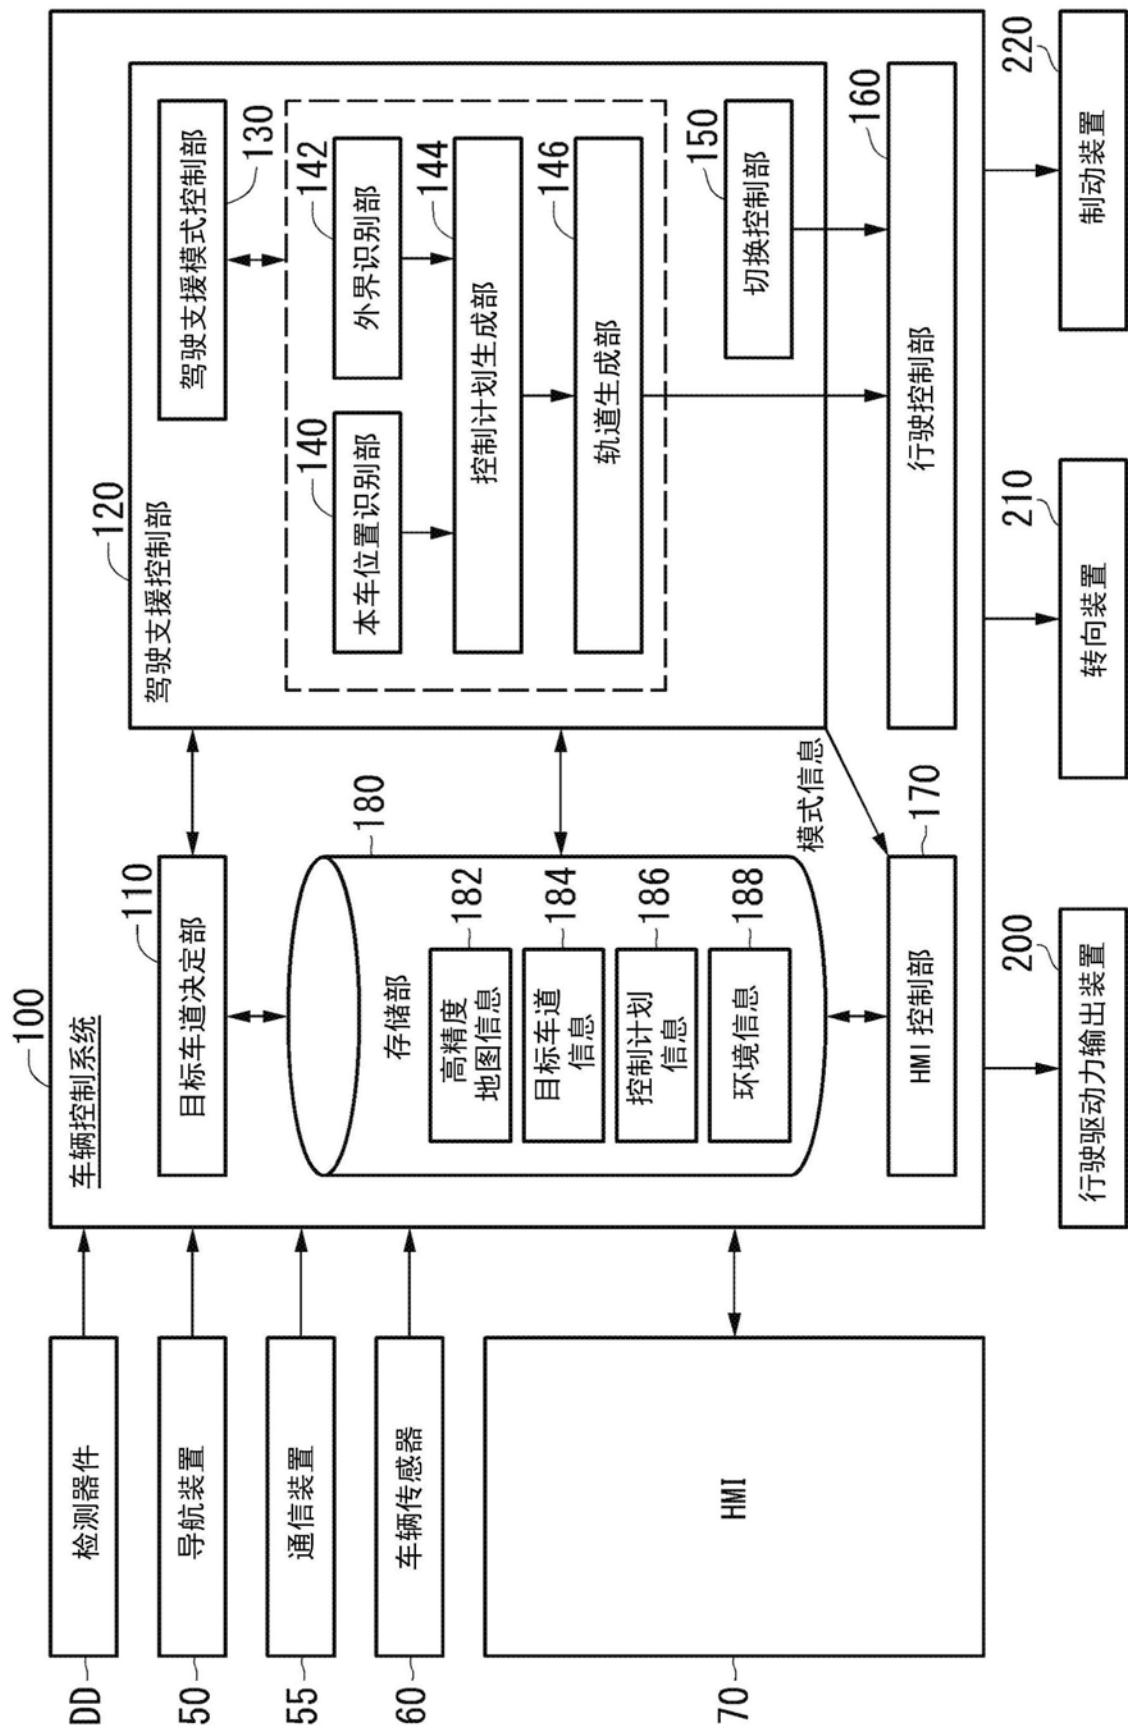 100
车辆控制系统
DD
检测器件
50
导航装置
55
通信装置
60
车辆传感器
70
HMI
110
目标车道决定部
180
存储部
182
高精度
地图信息
184
目标车道
信息
186
控制计划
信息
188
环境信息
模式信息
170
HMI控制部
120
驾驶支援控制部
130
驾驶支援模式控制部
140
本车位置识别部
142
外界识别部
144
控制计划生成部
146
轨道生成部
150
切换控制部
160
行驶控制部
200
行驶驱动力输出装置
210
转向装置
220
制动装置